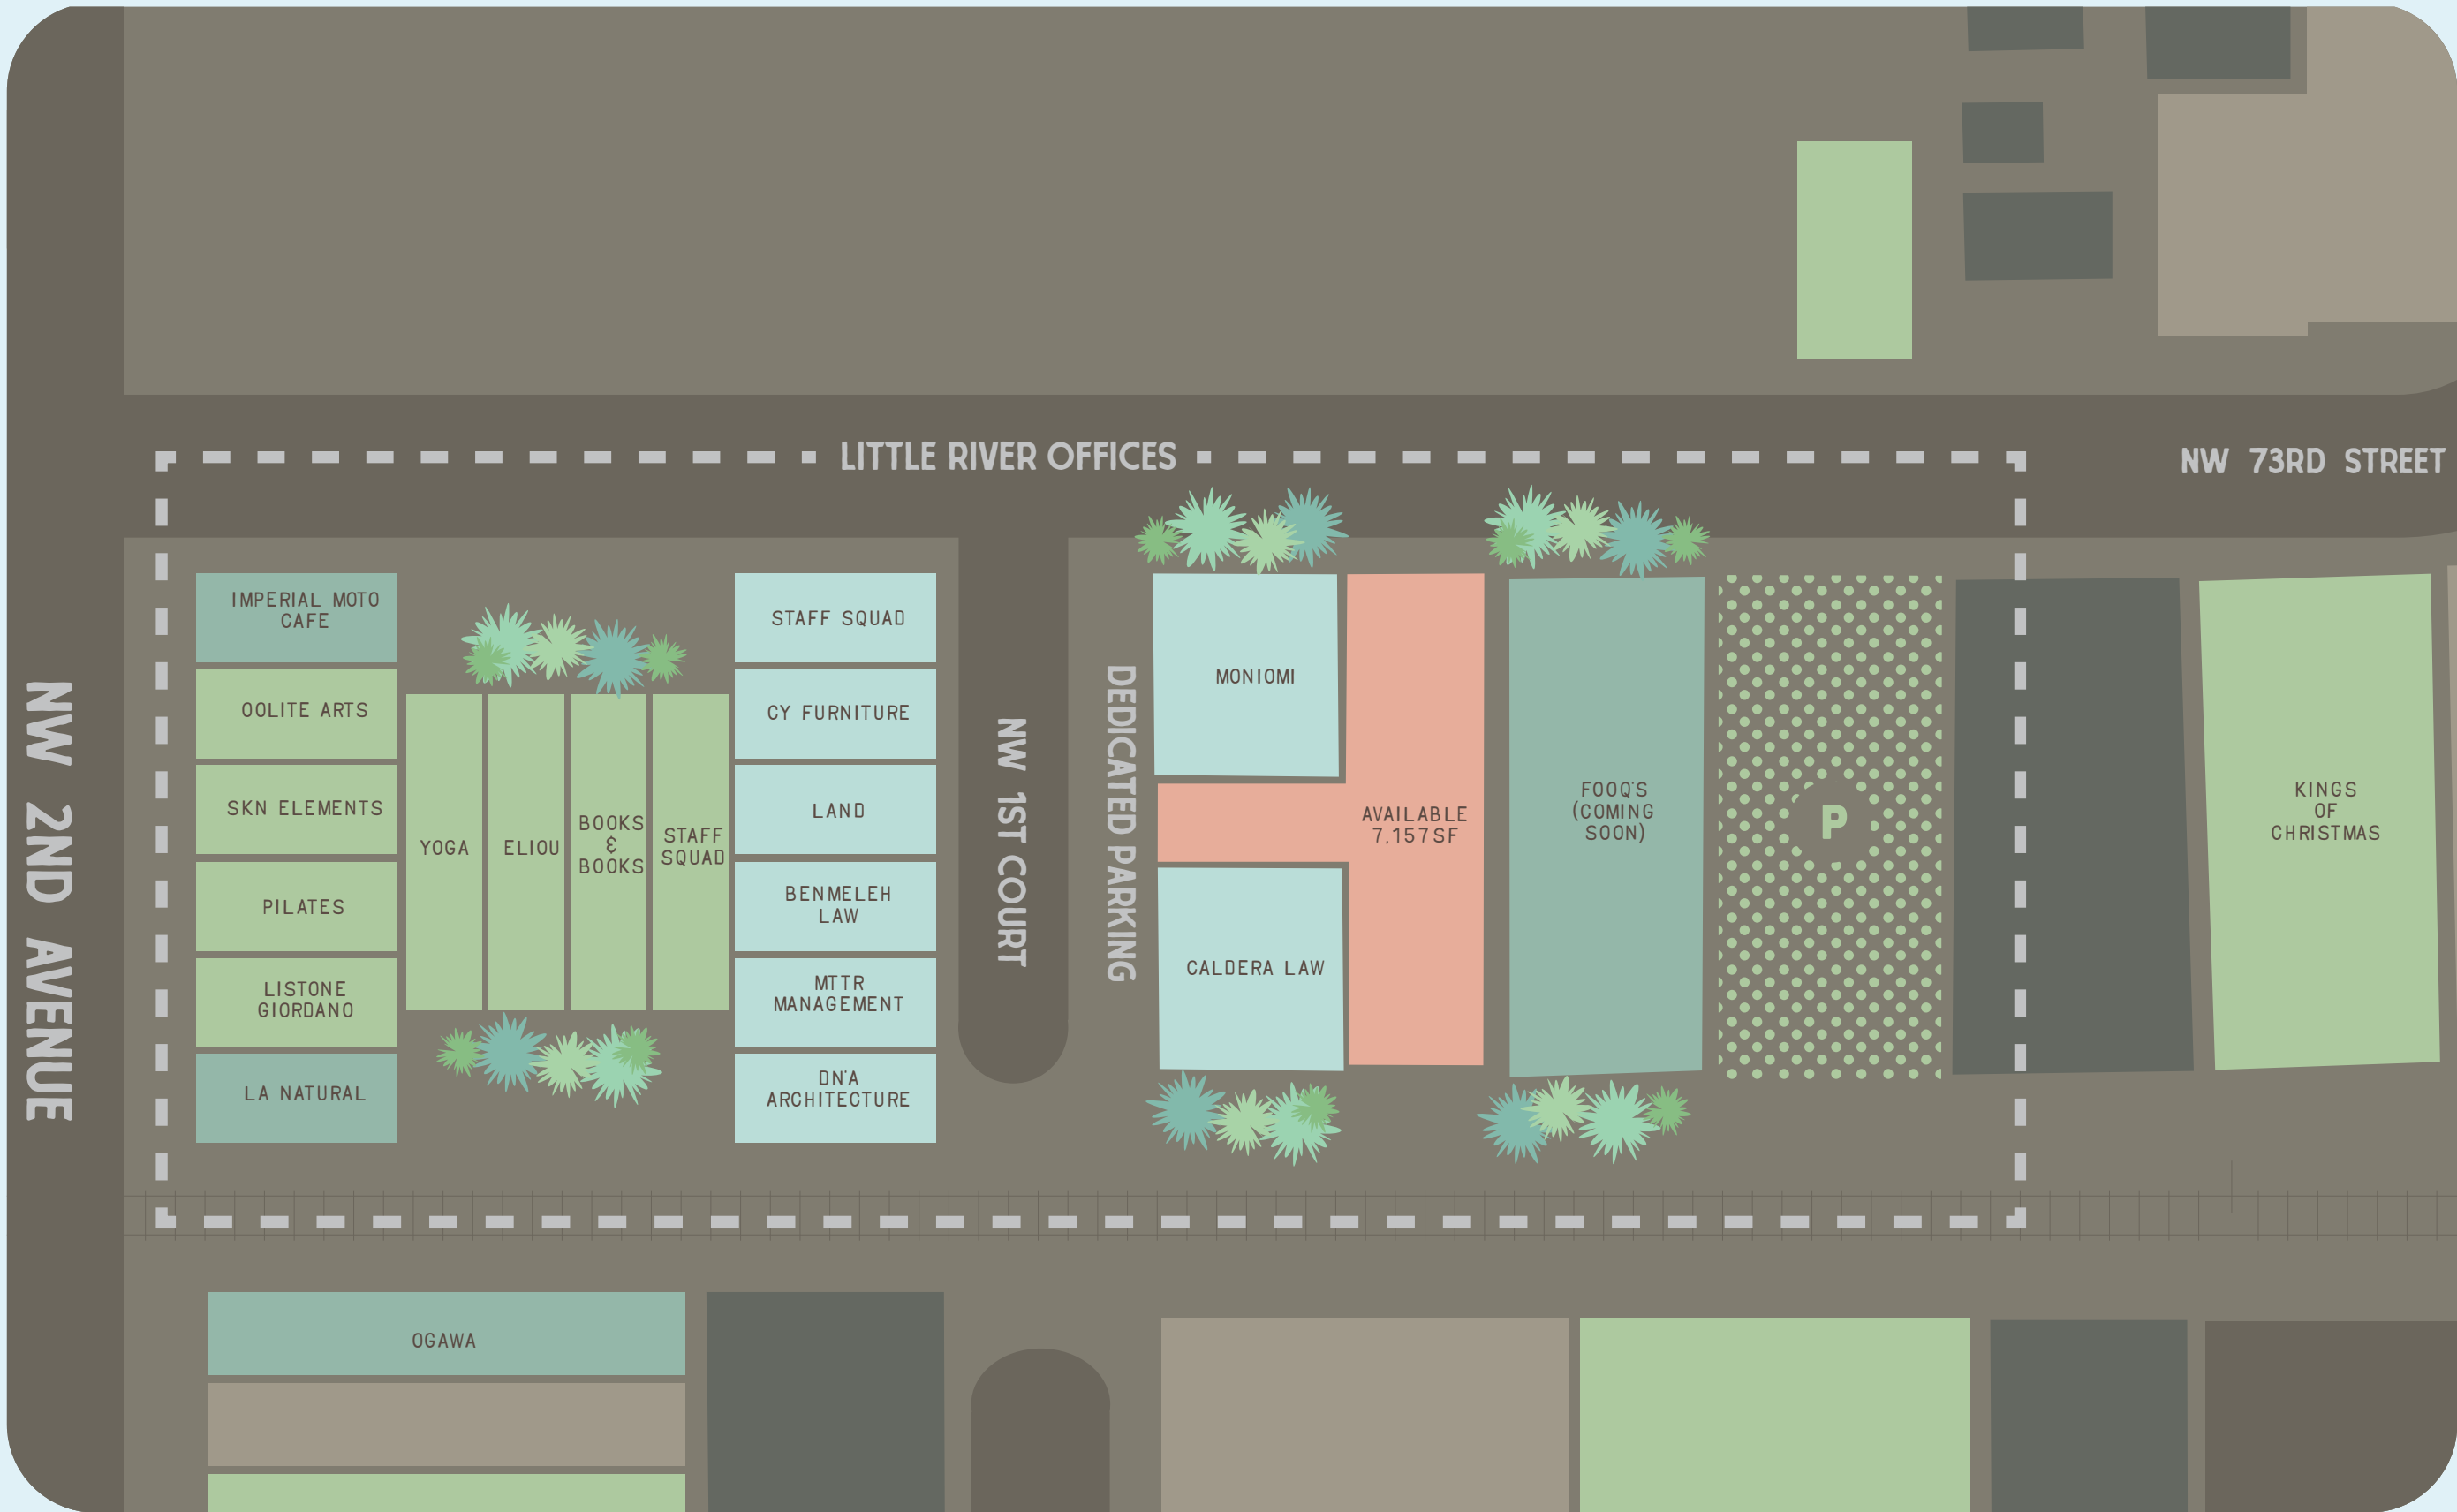 LITTLE RIVER OFFICES
NW 73RD STREET
NW 2ND AVENUE
IMPERIAL MOTO
CAFE
OOLITE ARTS
SKN ELEMENTS
PILATES
LISTONE
GIORDANO
LA NATURAL
YOGA
ELIOU
BOOKS
&
BOOKS
STAFF
SQUAD
STAFF SQUAD
CY FURNITURE
LAND
BENMELEH
LAW
MTTR
MANAGEMENT
DN'A
ARCHITECTURE
NW 1ST COURT
DEDICATED PARKING
MONIOMI
CALDERA LAW
AVAILABLE
7,157SF
FOOQ'S
(COMING
SOON)
P
KINGS
OF
CHRISTMAS
OGAWA